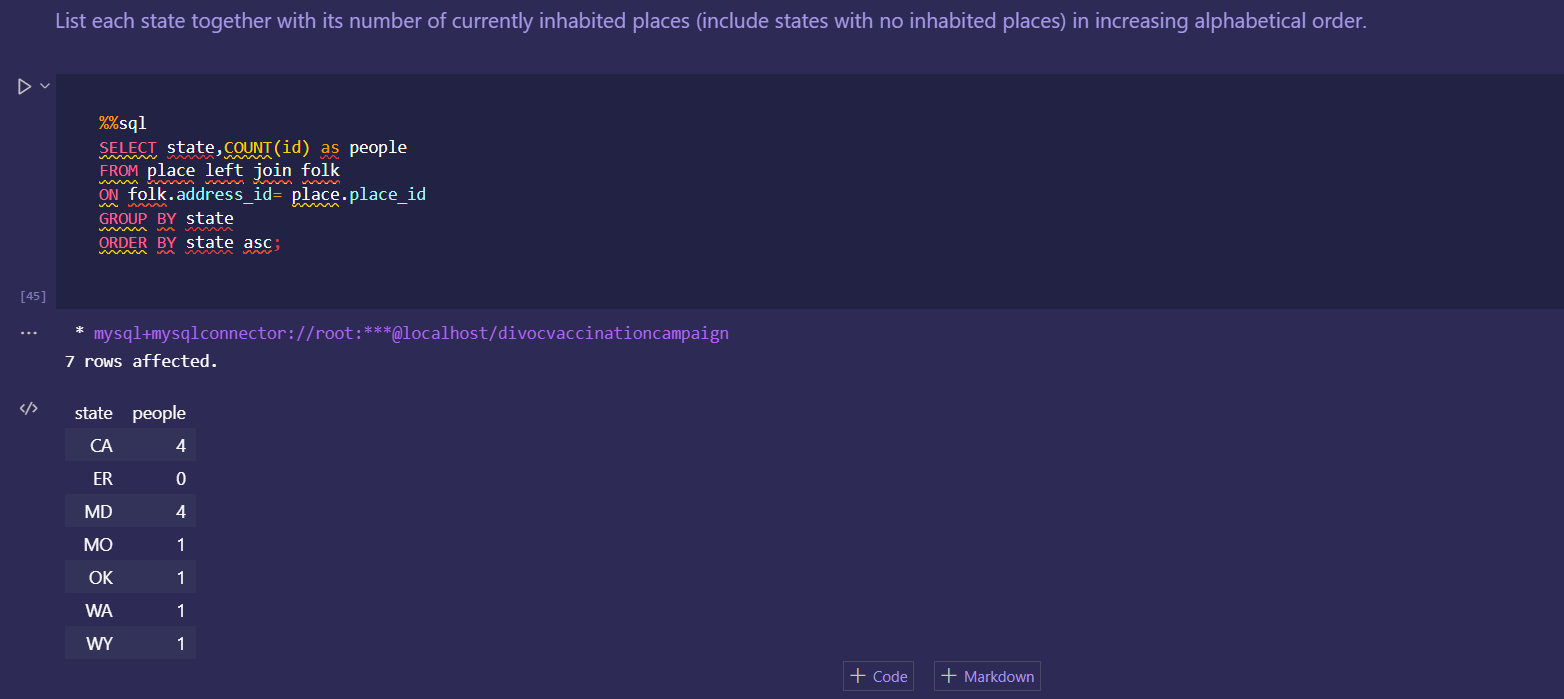 List each state together with its number of currently inhabited places (include states with no inhabited places) in increasing alphabetical order.
%%sql
SELECT state,COUNT(id) as people
FROM place left join folk
ON folk.address_id= place.place_id
GROUP BY state
ORDER BY state asc;
[45]
* mysql+mysqlconnector://root:***@localhost/divocvaccinationcampaign
7 rows affected.
state people
CA 4
ER 0
MD 4
MO 1
OK 1
WA 1
WY 1
+ Code + Markdown